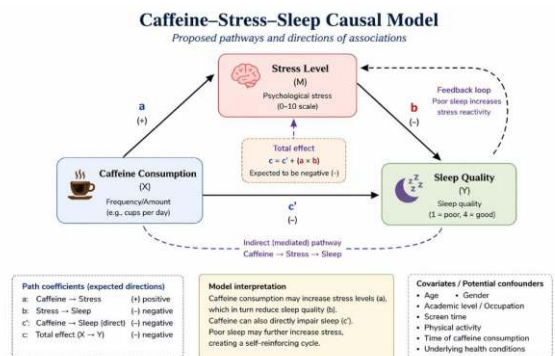 Caffeine–Stress–Sleep Causal Model
Proposed pathways and directions of associations
Stress Level
(M)
Psychological stress
(0–10 scale)
Feedback loop
Poor sleep increases
stress reactivity
a
(+)
b
(–)
Total effect
c = c' + (a × b)
Expected to be negative (–)
Caffeine Consumption
(X)
Frequency/Amount
(e.g., cups per day)
c'
(–)
Sleep Quality
(Y)
Sleep quality
(1 = poor, 4 = good)
z z z
Indirect (mediated) pathway
Caffeine → Stress → Sleep
Path coefficients (expected directions)
a: Caffeine → Stress (+) positive
b: Stress → Sleep (–) negative
c': Caffeine → Sleep (direct) (–) negative
c: Total effect (X → Y) (–) negative
Model interpretation
Caffeine consumption may increase stress levels (a),
which in turn reduce sleep quality (b).
Caffeine can also directly impair sleep (c').
Poor sleep may further increase stress,
creating a self-reinforcing cycle.
Covariates / Potential confounders
• Age • Gender
• Academic level / Occupation
• Screen time
• Physical activity
• Time of caffeine consumption
• Underlying health conditions